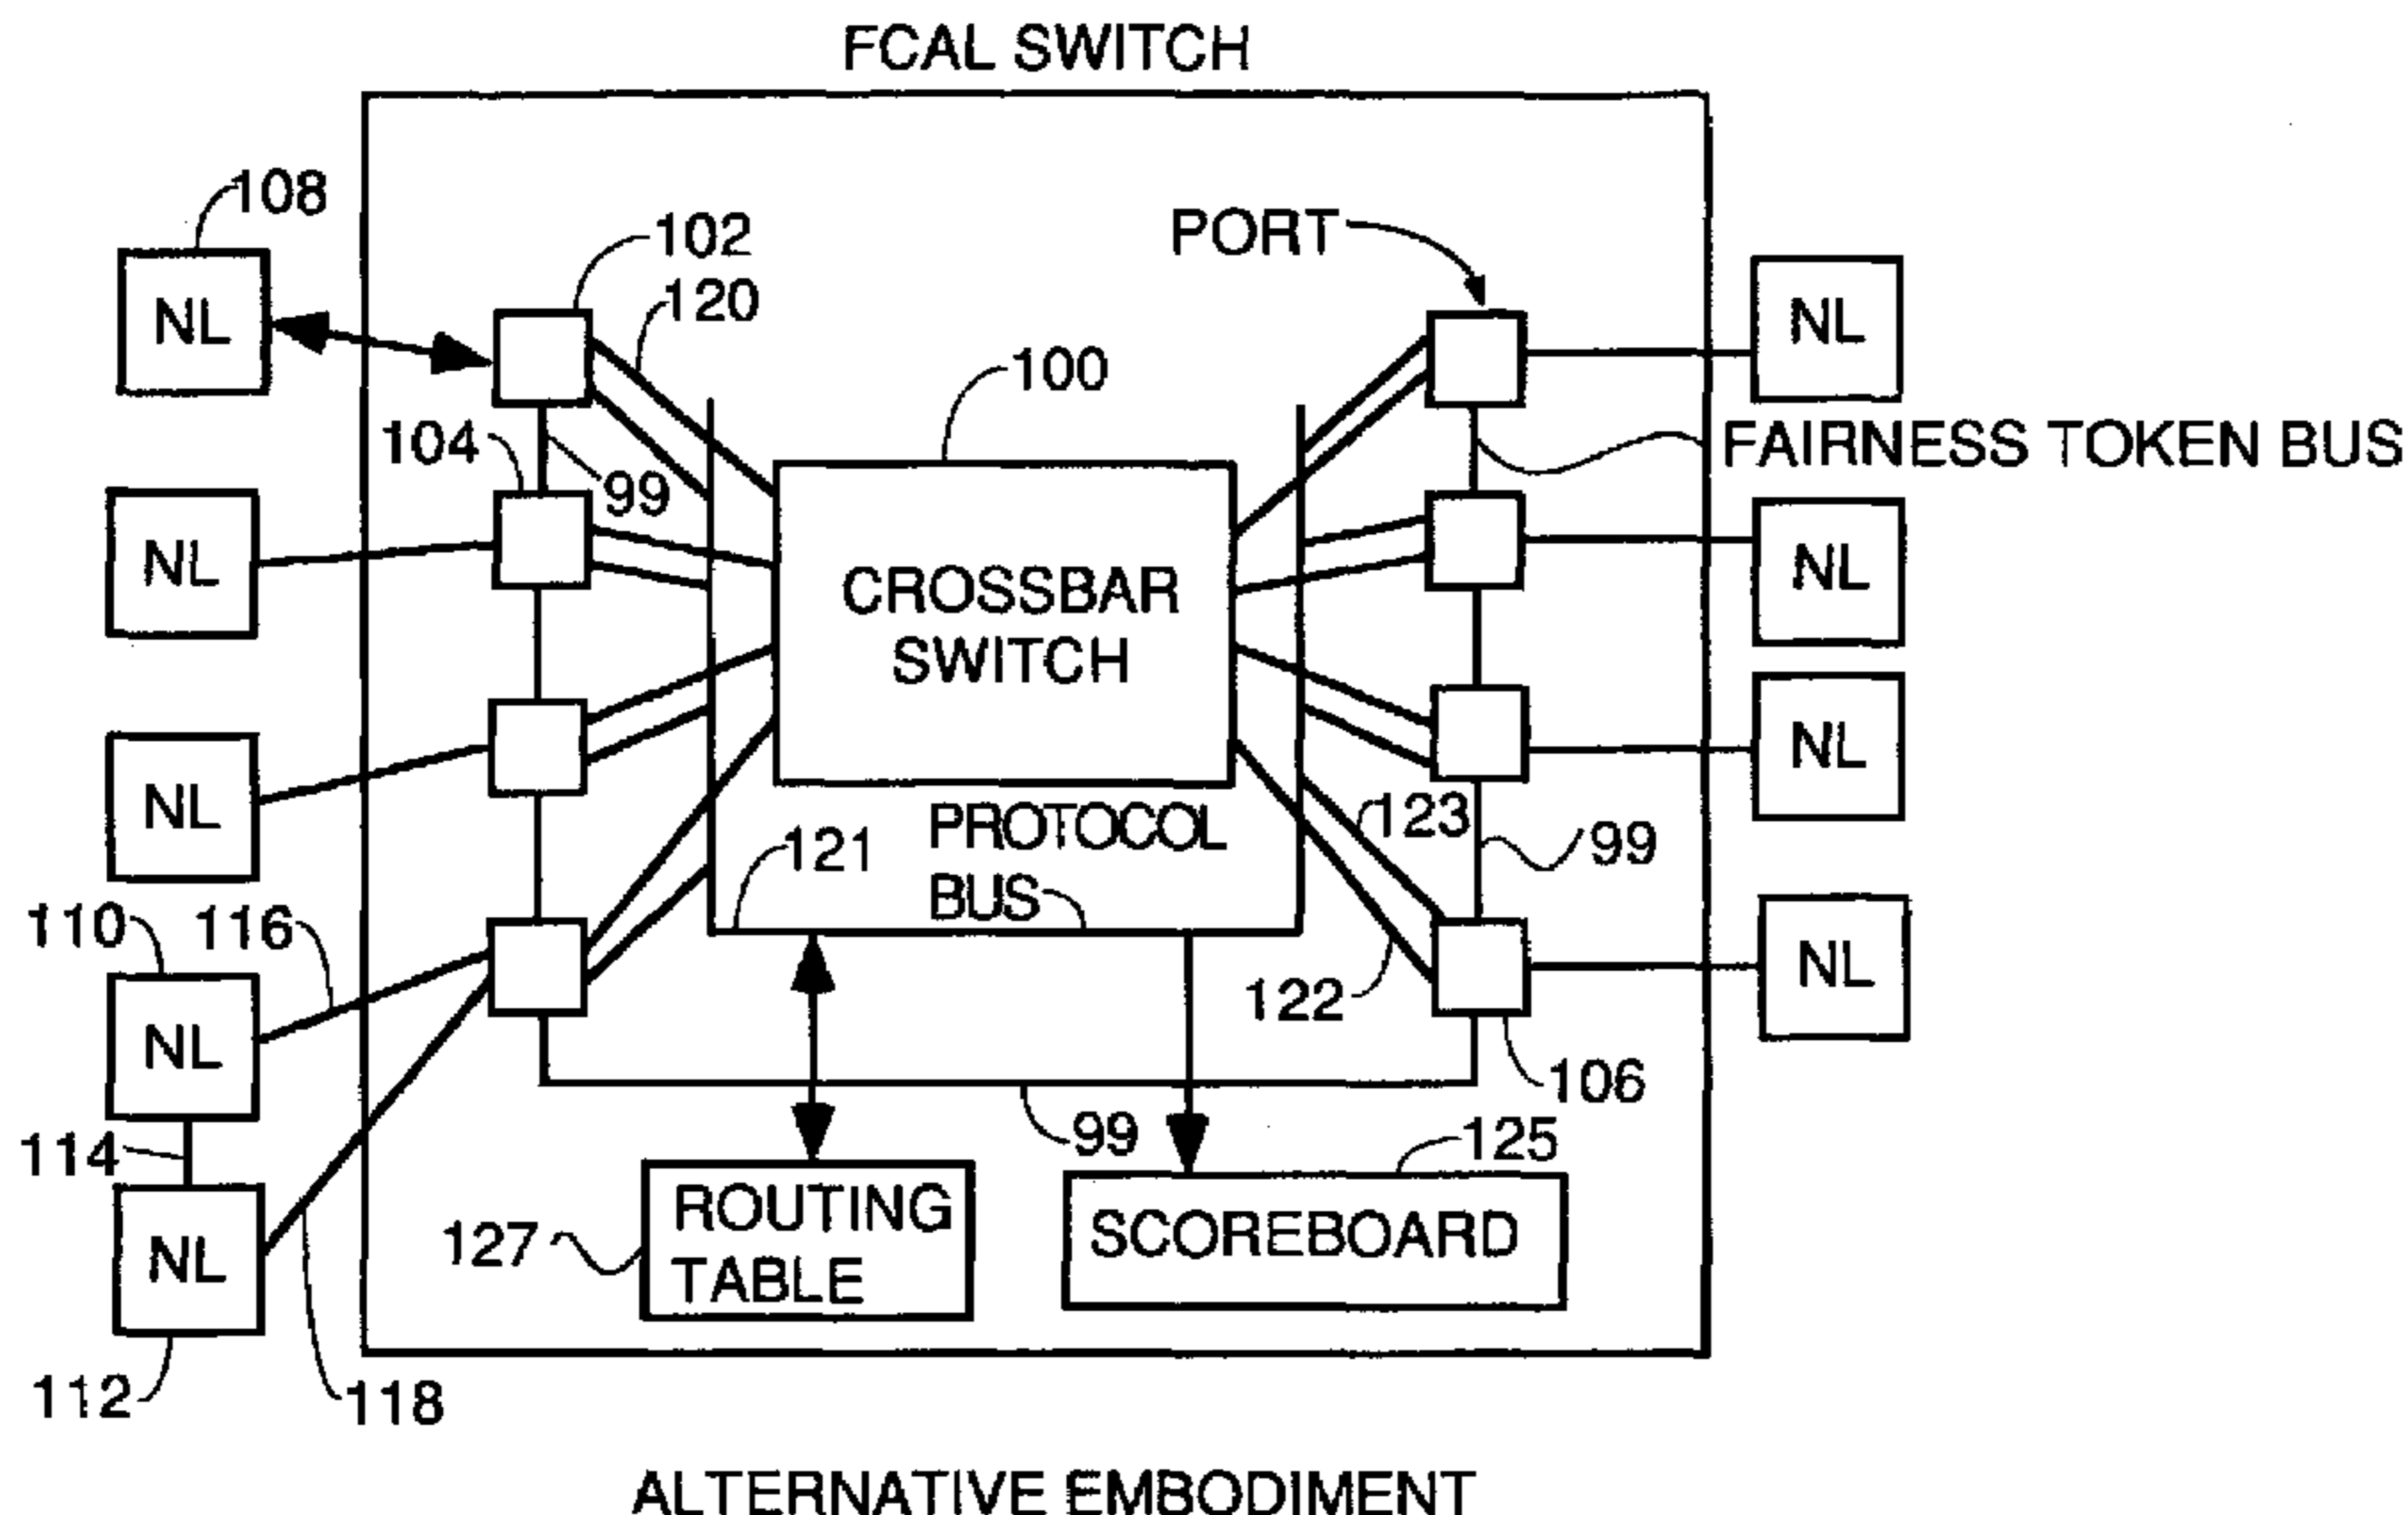 FCAL SWITCH
108
102
PORT
120
NL
NL
100
104
FAIRNESS TOKEN BUS
99
NL
CROSSBAR
SWITCH
NL
NL
NL
PROTOCOL
BUS
121
123
99
110
116
122
NL
NL
106
114
99
125
127
ROUTING
TABLE
SCOREBOARD
NL
112
118
ALTERNATIVE EMBODIMENT